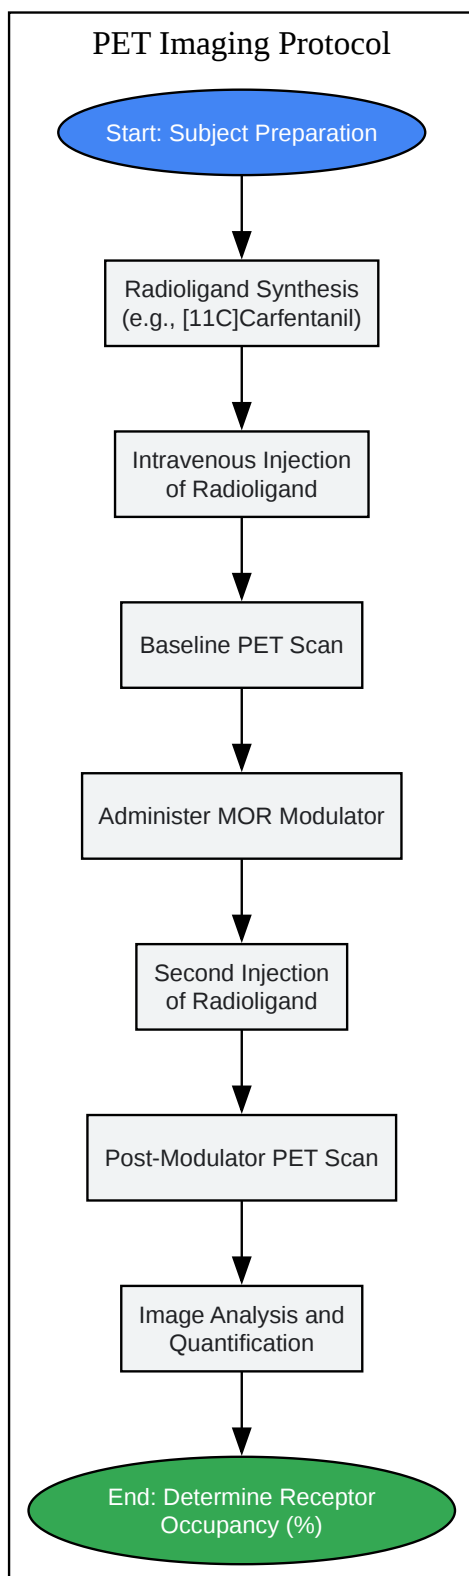 PET Imaging Protocol
Start: Subject Preparation
Radioligand Synthesis
(e.g., [11C]Carfentanil)
Intravenous Injection
of Radioligand
Baseline PET Scan
Administer MOR Modulator
Second Injection
of Radioligand
Post-Modulator PET Scan
Image Analysis and
Quantification
End: Determine Receptor
Occupancy (%)